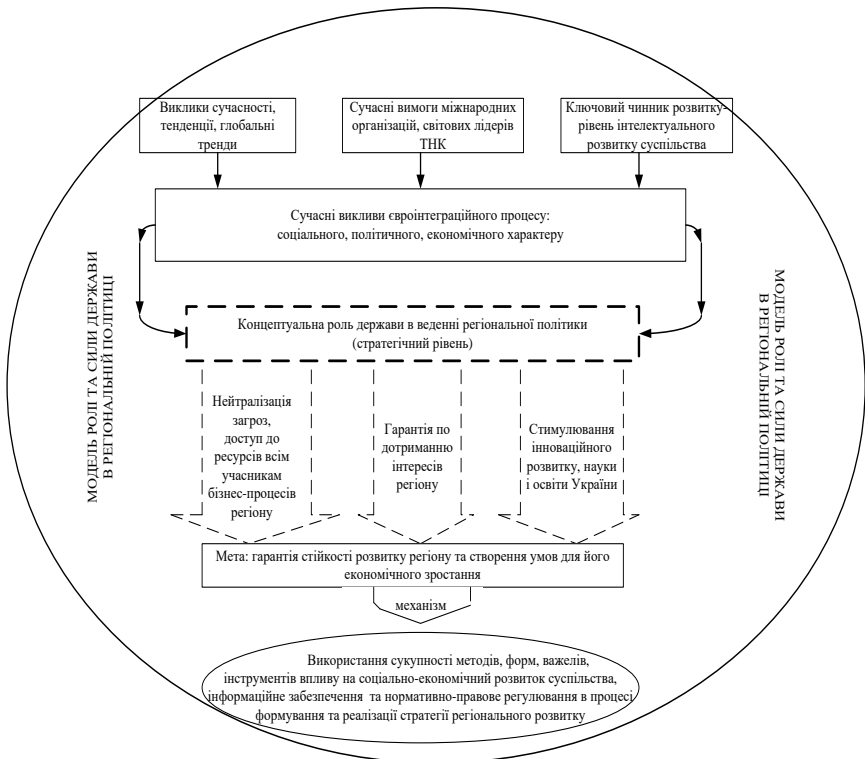 Виклики сучасності,
тенденції, глобальні
тренди
Сучасні вимоги міжнародних
організацій, світових лідерів
ТНК
Ключовий чинник розвитку-
рівень інтелектуального
розвитку суспільства
Сучасні викливи євроінтеграційного процесу:
соціального, політичного, економічного характеру
МОДЕЛЬ РОЛІ ТА СИЛИ ДЕРЖАВИ
В РЕГІОНАЛЬНІЙ ПОЛІТИЦІ
МОДЕЛЬ РОЛІ ТА СИЛИ ДЕРЖАВИ
В РЕГІОНАЛЬНІЙ ПОЛІТИЦІ
Концептуальна роль держави в веденні регіональної політики
(стратегічний рівень)
Нейтралізація
загроз,
доступ до
ресурсів всім
учасникам
бізнес-процесів
регіону
Гарантія по
дотриманню
інтересів
регіону
Стимулювання
інноваційного
розвитку, науки
і освіти України
Мета: гарантія стійкості розвитку регіону та створення умов для його
економічного зростання
механізм
Використання сукупності методів, форм, важелів,
інструментів впливу на соціально-економічний розвиток суспільства,
інформаційне забезпечення та нормативно-правове регулювання в процесі
формування та реалізації стратегії регіонального розвитку